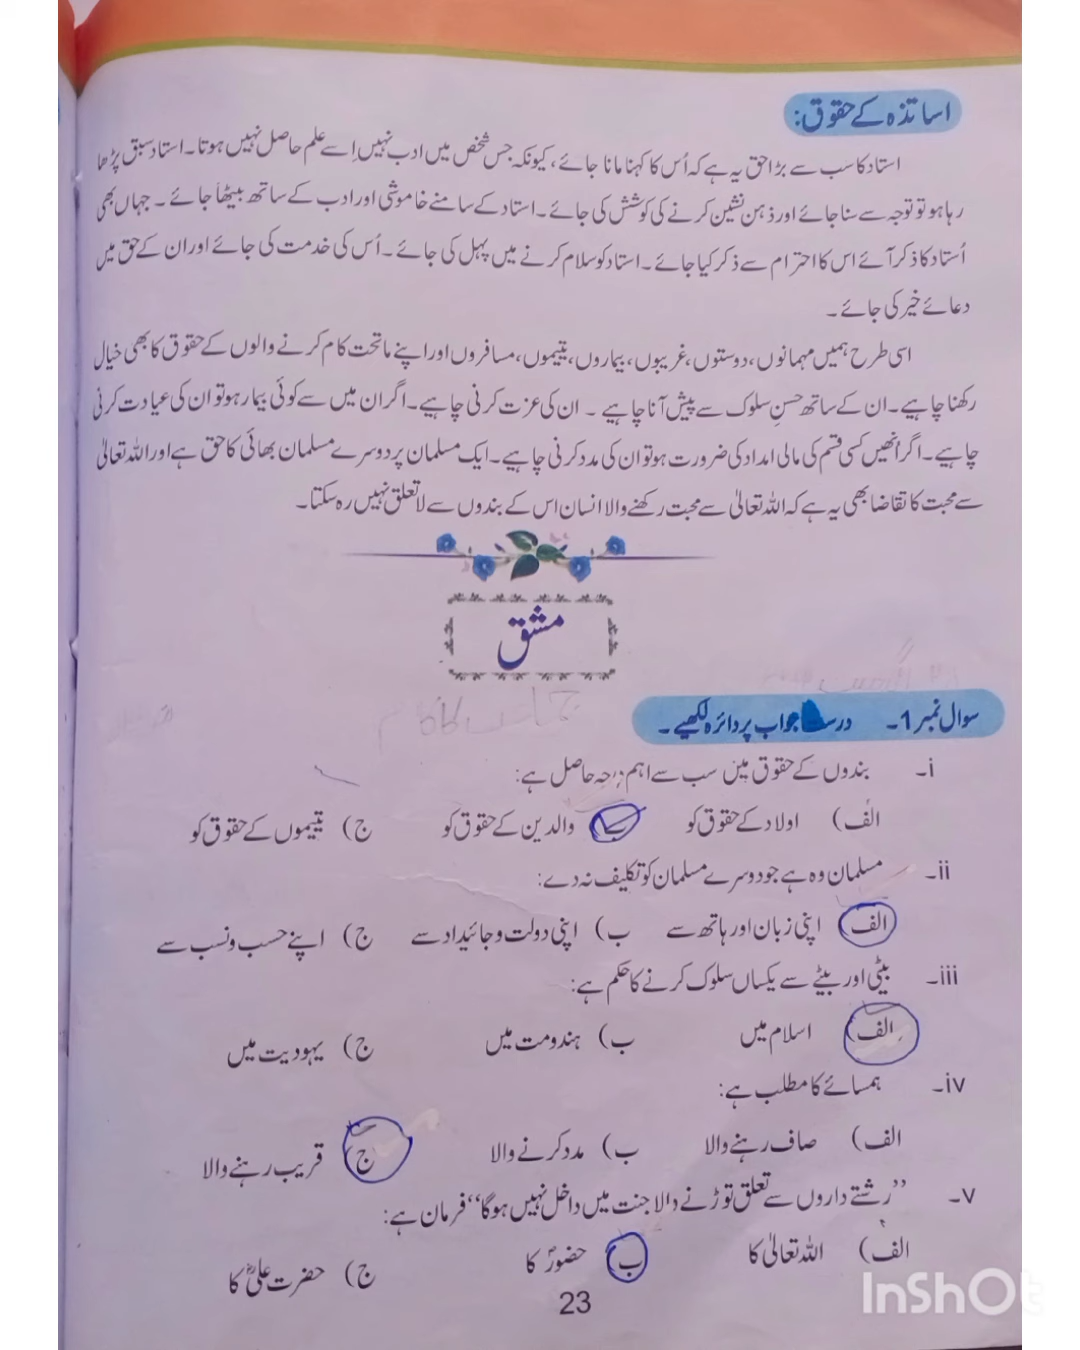 اساتذہ کے حقوق:
استاد کا سب سے بڑا حق یہ ہے کہ اُس کا کہنا مانا جائے، کیونکہ جس شخص میں ادب نہیں اِسے علم حاصل نہیں ہوتا۔ استاد سبق پڑھا
رہا ہو تو توجہ سے سنا جائے اور ذہن نشین کرنے کی کوشش کی جائے۔ استاد کے سامنے خاموشی اور ادب کے ساتھ بیٹھا جائے۔ جہاں بھی
اُستاد کا ذکر آئے اس کا احترام سے ذکر کیا جائے۔ استاد کو سلام کرنے میں پہل کی جائے۔ اُس کی خدمت کی جائے اور ان کے حق میں
دعائے خیر کی جائے۔
اسی طرح ہمیں مہمانوں، دوستوں، غریبوں، بیماروں، یتیموں، مسافروں اور اپنے ماتحت کام کرنے والوں کے حقوق کا بھی خیال
رکھنا چاہیے۔ ان کے ساتھ حسنِ سلوک سے پیش آنا چاہیے۔ ان کی عزت کرنی چاہیے۔ اگر ان میں سے کوئی بیمار ہو تو ان کی عیادت کرنی
چاہیے۔ اگر اُنھیں کسی قسم کی مالی امداد کی ضرورت ہو تو ان کی مدد کرنی چاہیے۔ ایک مسلمان پر دوسرے مسلمان بھائی کا حق ہے اور اللہ تعالیٰ
سے محبت کا تقاضا بھی یہ ہے کہ اللہ تعالیٰ سے محبت رکھنے والا انسان اس کے بندوں سے لاتعلق نہیں رہ سکتا۔
مشق
سوال نمبر 1۔ درست جواب پر دائرہ لکھیے۔
i۔ بندوں کے حقوق میں سب سے اہم درجہ حاصل ہے:
الف) اولاد کے حقوق کو ب) والدین کے حقوق کو ج) یتیموں کے حقوق کو
ii۔ مسلمان وہ ہے جو دوسرے مسلمان کو تکلیف نہ دے:
الف) اپنی زبان اور ہاتھ سے ب) اپنی دولت و جائیداد سے ج) اپنے حسب و نسب سے
iii۔ بیٹی اور بیٹے سے یکساں سلوک کرنے کا حکم ہے:
الف) اسلام میں ب) ہندومت میں ج) یہودیت میں
iv۔ ہمسائے کا مطلب ہے:
الف) صاف رہنے والا ب) مدد کرنے والا ج) قریب رہنے والا
v۔ ”رشتے داروں سے تعلق توڑنے والا جنت میں داخل نہیں ہوگا“ فرمان ہے:
الف) اللہ تعالیٰ کا ب) حضورؐ کا ج) حضرت علیؓ کا
23
InShOt